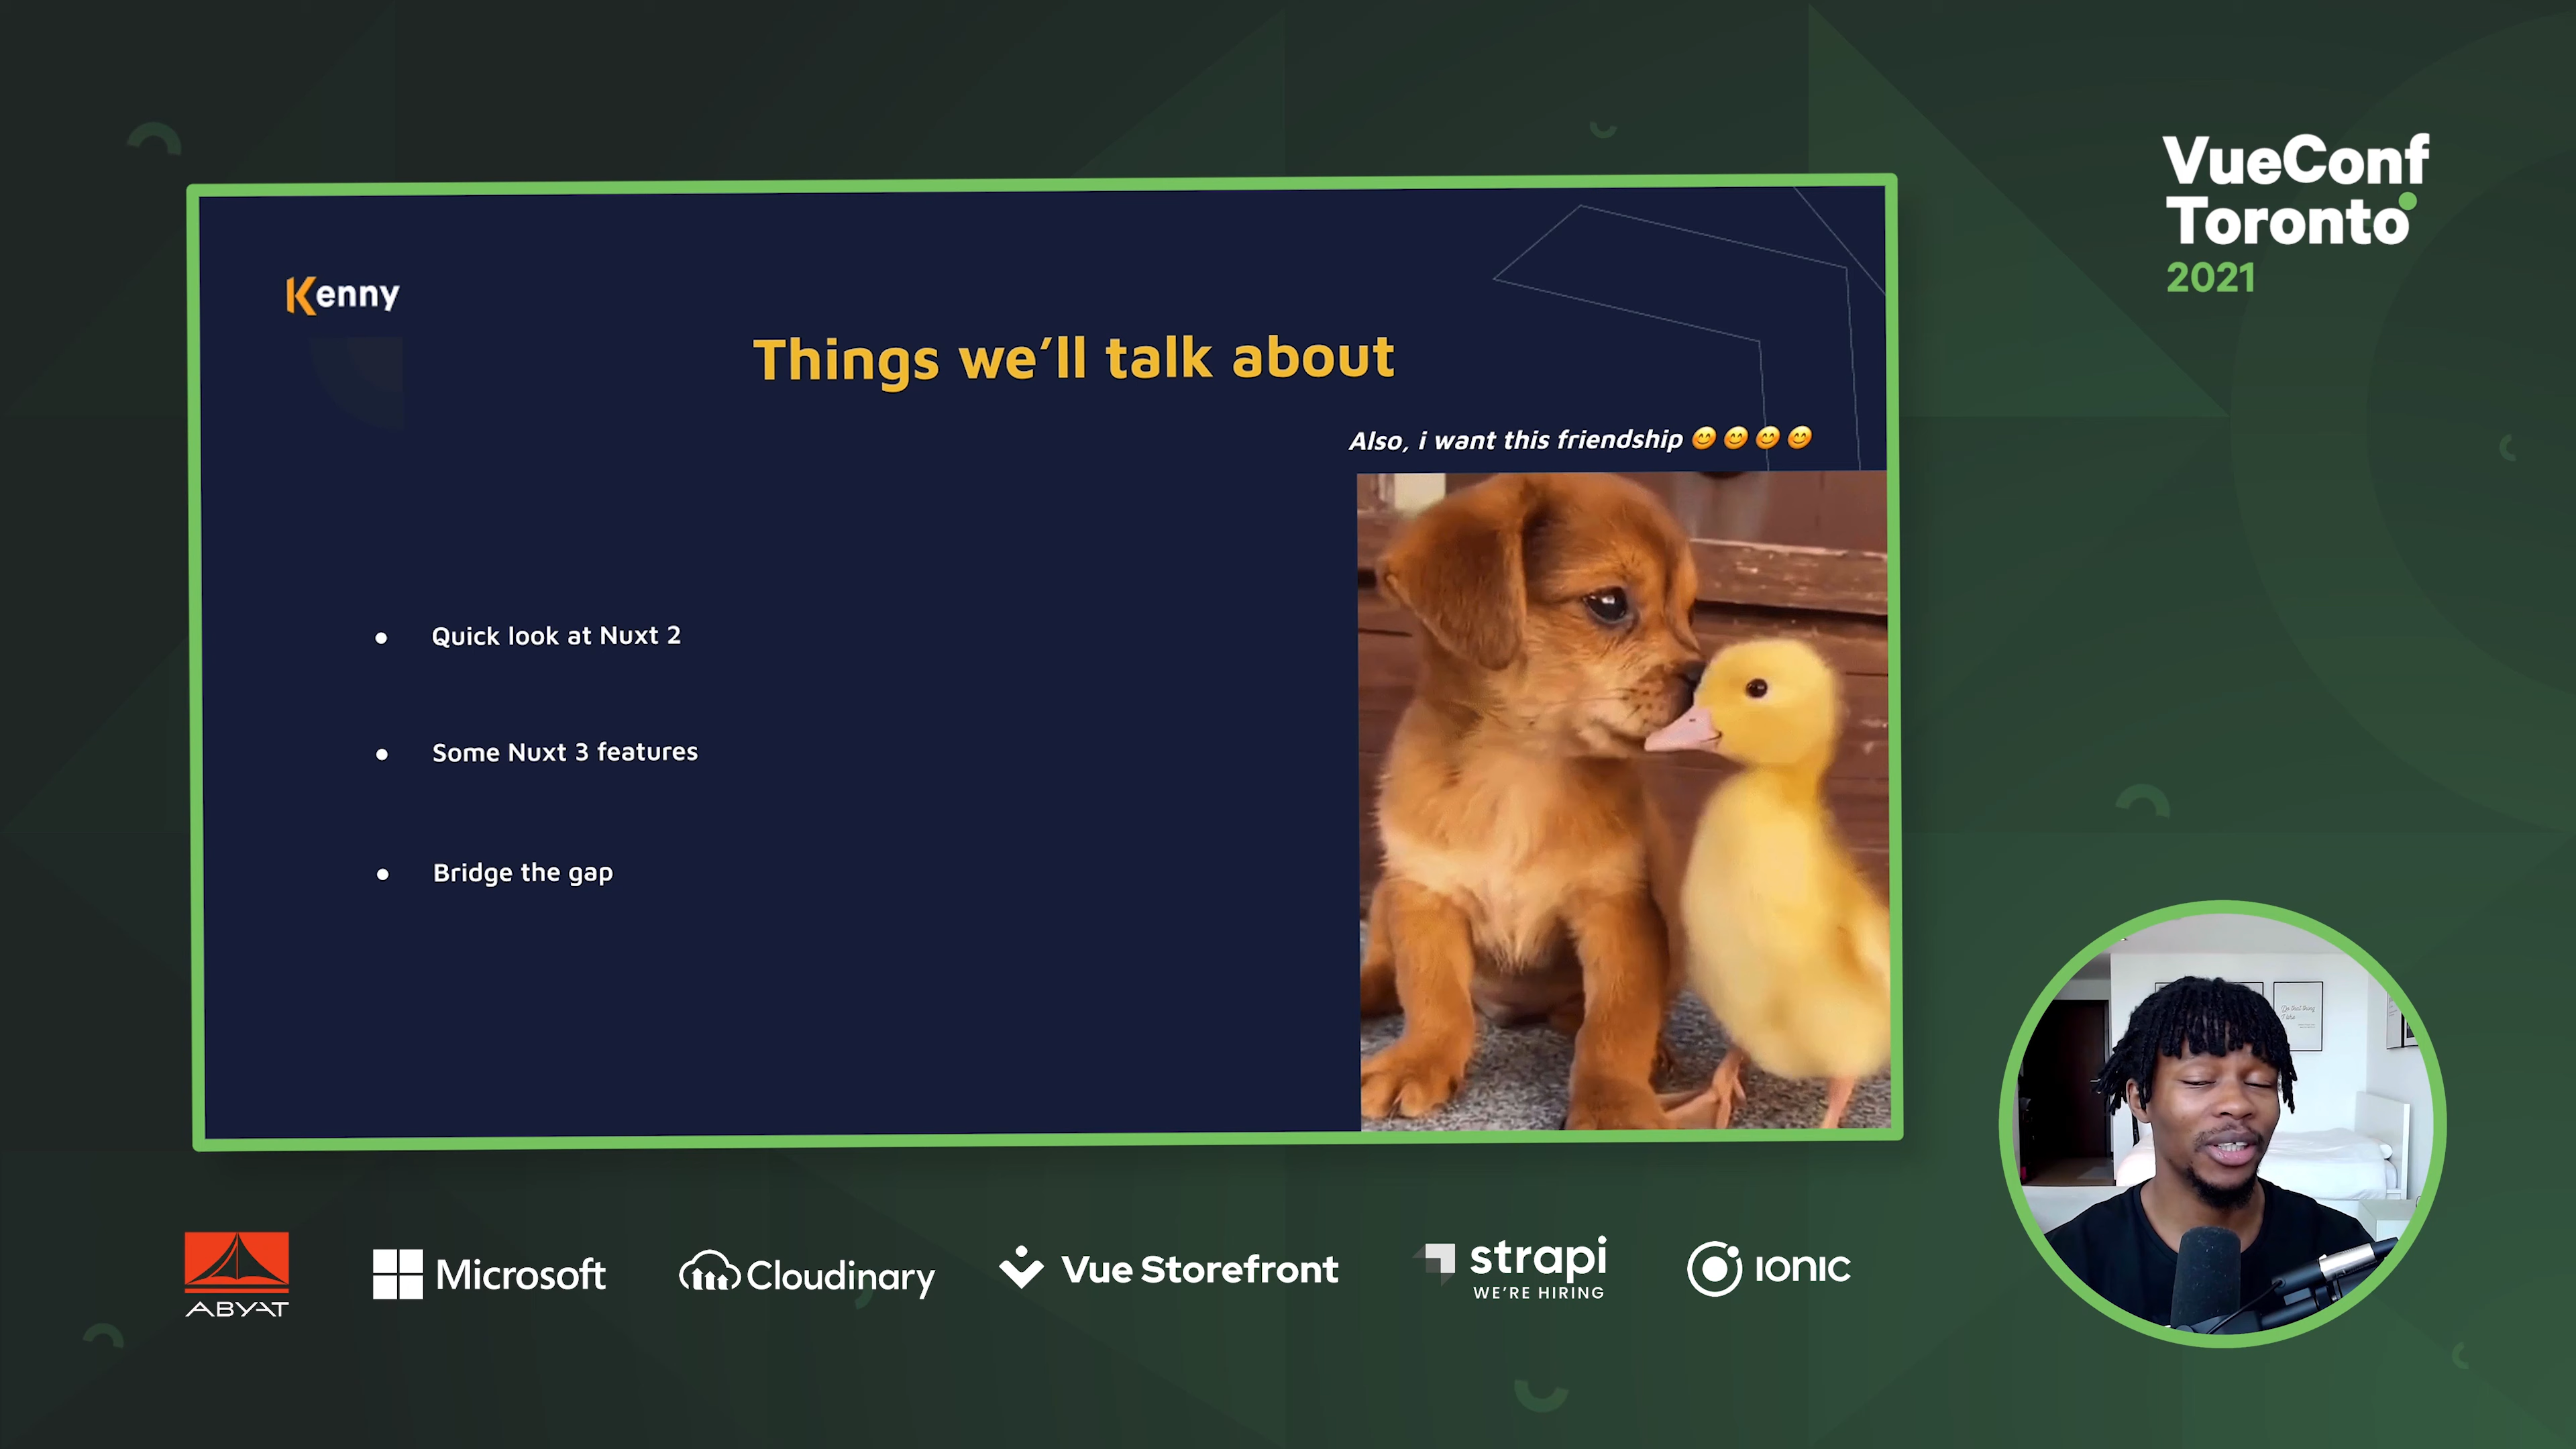 VueConf
Toronto
2021
Kenny
Things we'll talk about
Also, i want this friendship 😊😊😊😊
Quick look at Nuxt 2
Some Nuxt 3 features
Bridge the gap
ABYAT
Microsoft
Cloudinary
Vue Storefront
strapi
WE'RE HIRING
IONIC